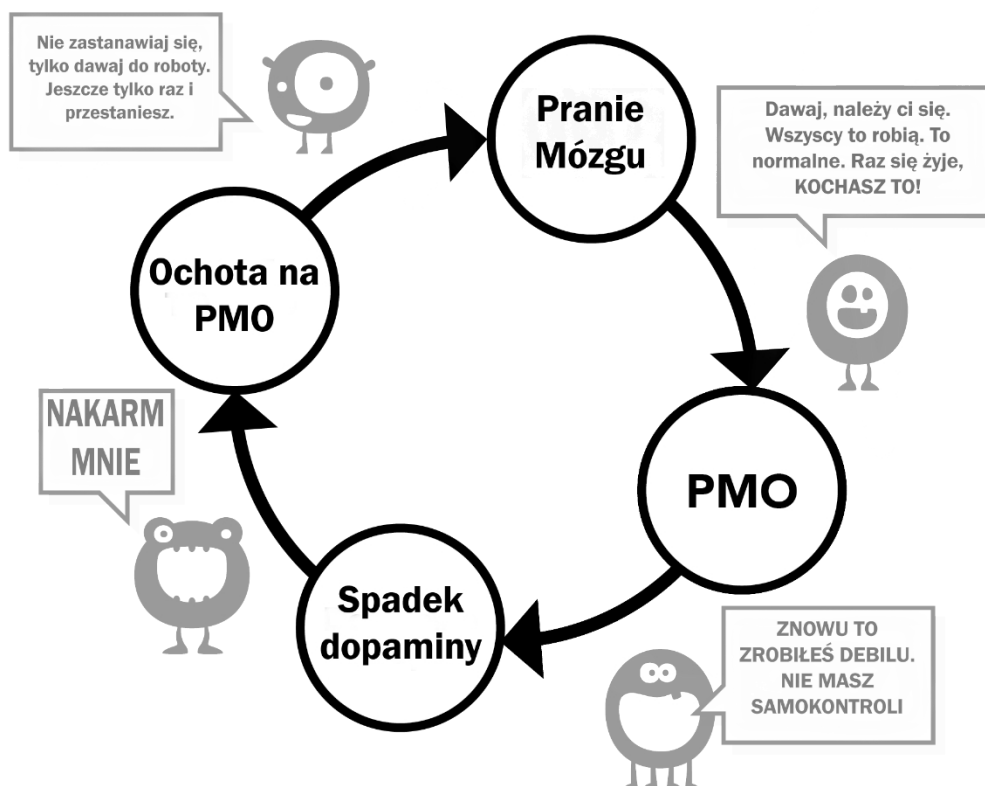 Nie zastanawiaj się,
tylko dawaj do roboty.
Jeszcze tylko raz i
przestaniesz.
Pranie
Mózgu
Dawaj, należy ci się.
Wszyscy to robią. To
normalne. Raz się żyje,
KOCHASZ TO!
Ochota na
PMO
NAKARM
MNIE
PMO
Spadek
dopaminy
ZNOWU TO
ZROBIŁEŚ DEBILU.
NIE MASZ
SAMOKONTROLI